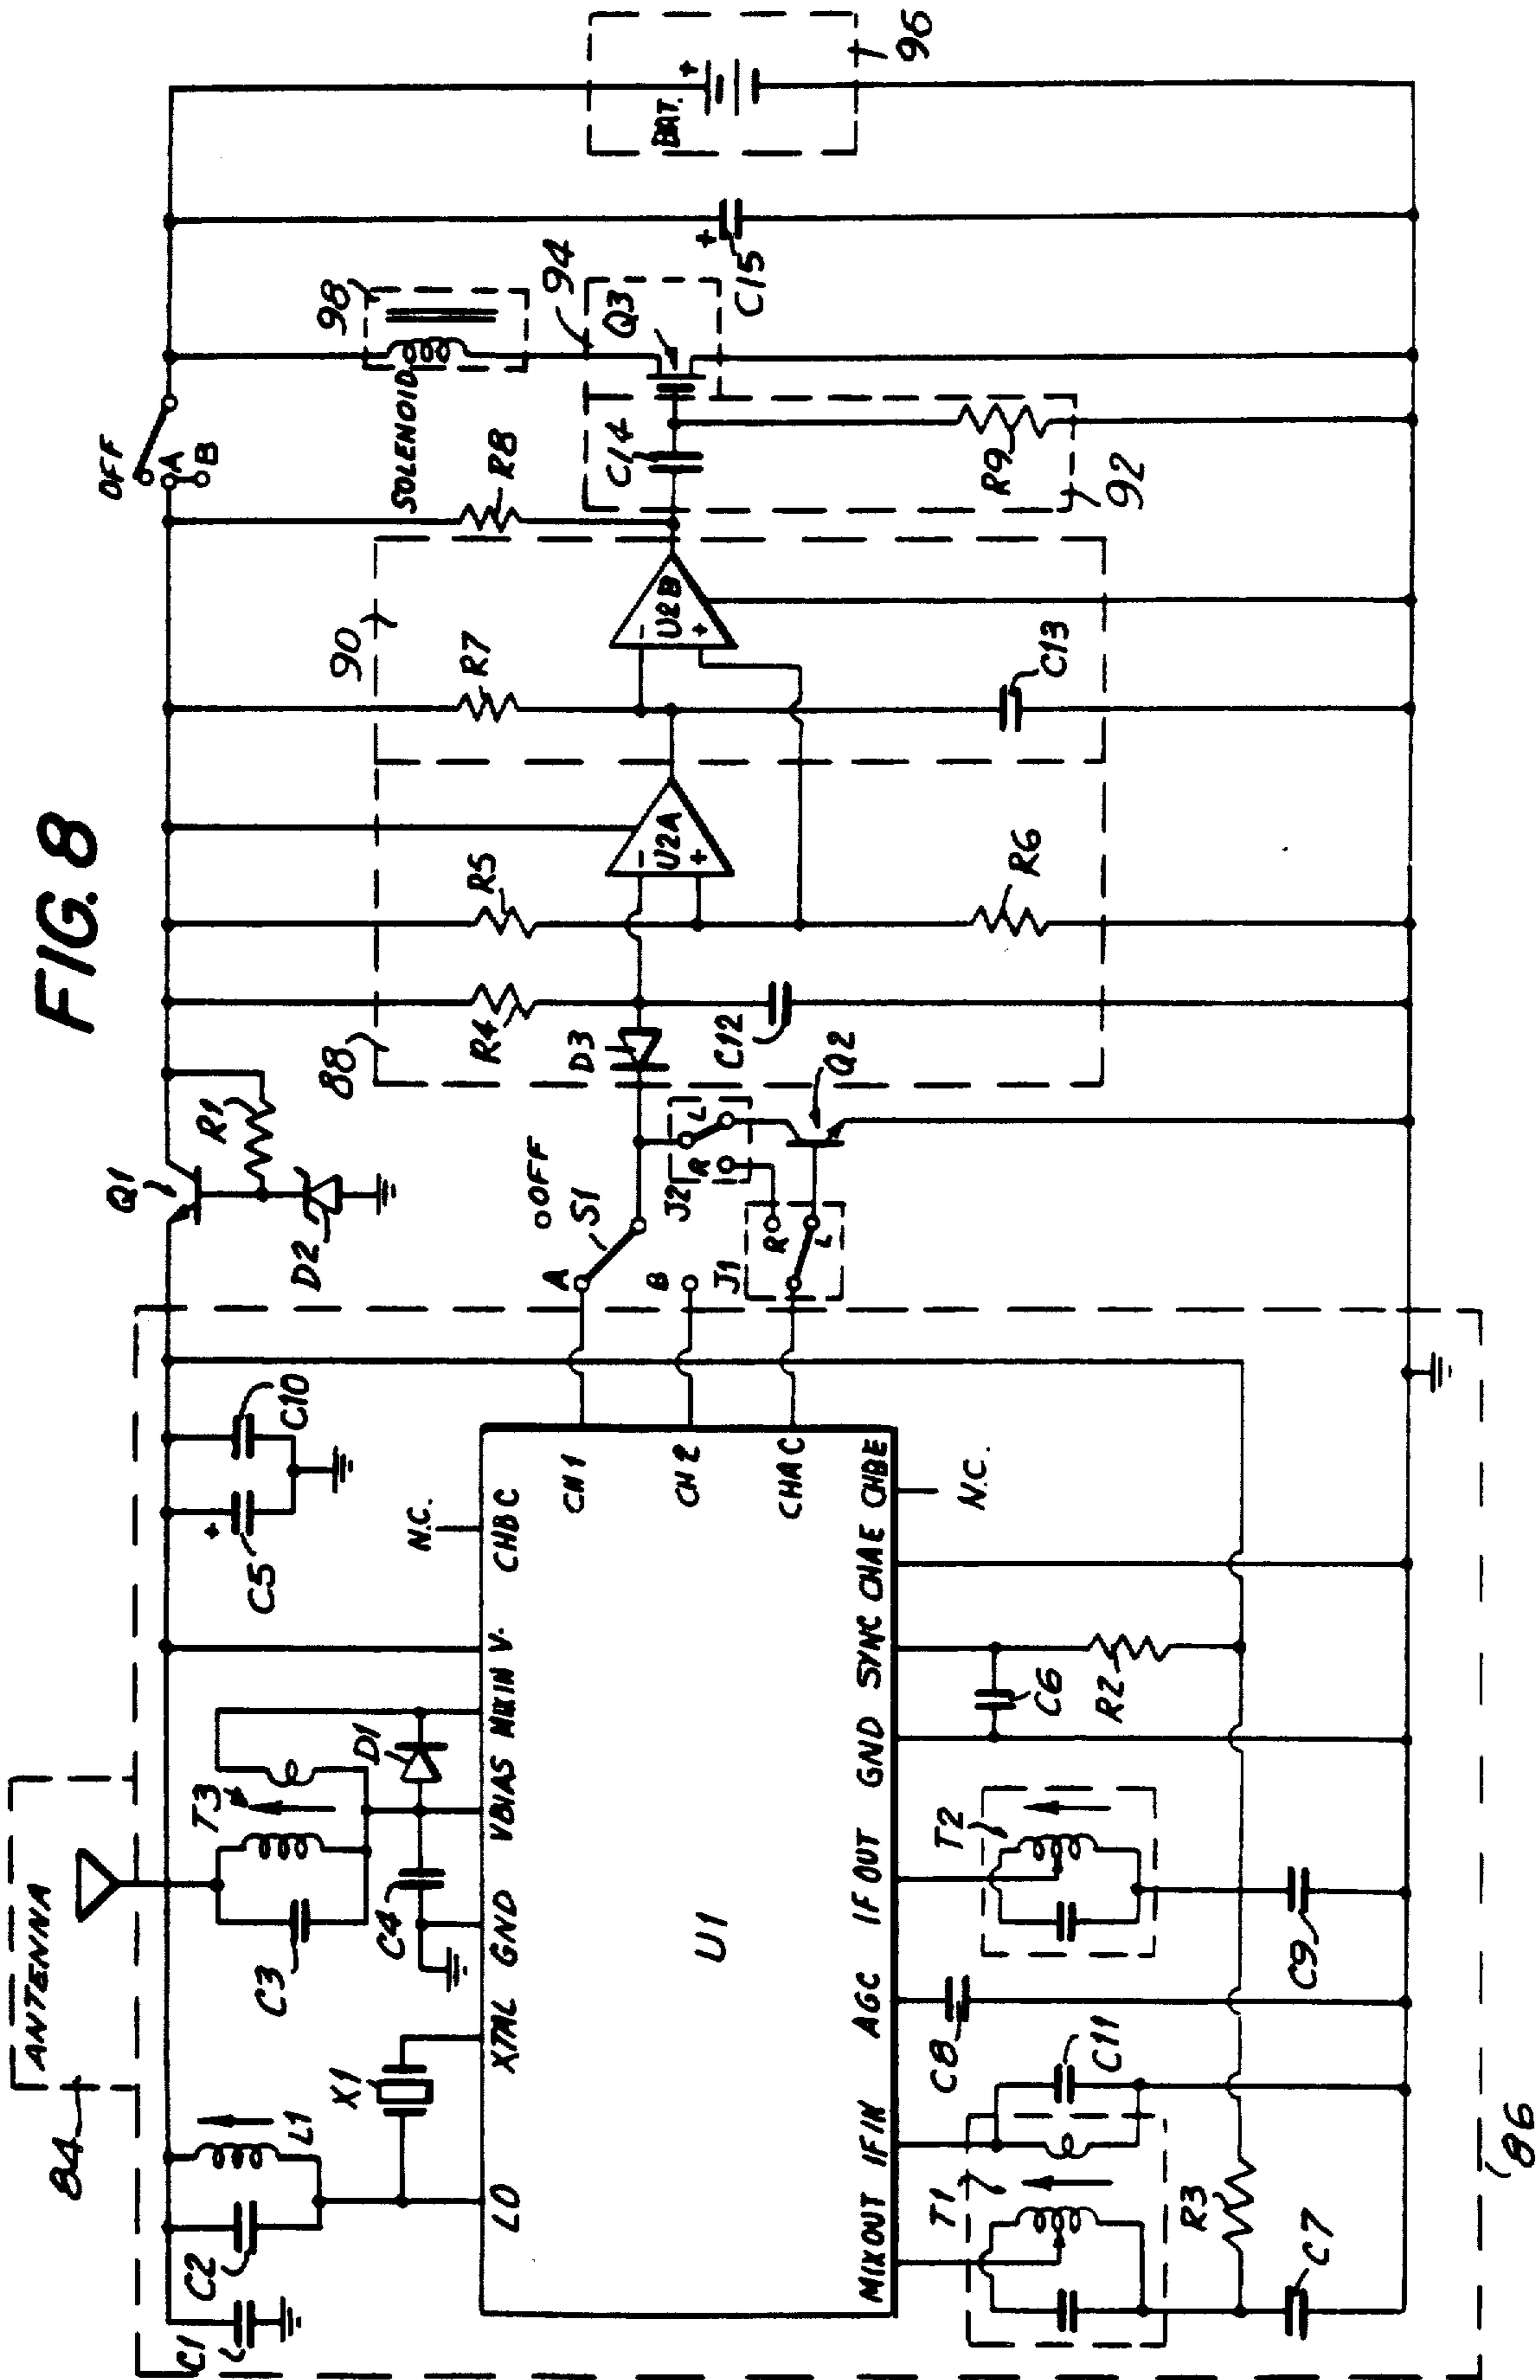 FIG. 8
ANTENNA
84
86
C1
C2
L1
X1
C3
T3
C4
D1
C5
C10
N.C.
LO
XTAL
GND
VBIAS
MIXIN
V-
CHBC
U1
CH1
CH2
CHAC
MIXOUT
IFIN
AGC
IF OUT
GND
SYNC
CHAE
CHBE
N.C.
T1
C11
C8
T2
C6
R2
R3
C7
C9
Q1
R1
D2
A
OFF
S1
B
J1
R
L
J2
R
L
Q2
88
D3
R4
C12
R5
R6
U2A
-
+
90
R7
C13
U2B
-
+
R8
OFF
A
B
SOLENOID
98
94
Q3
C14
R9
92
+
C15
BAT.
+
96
+